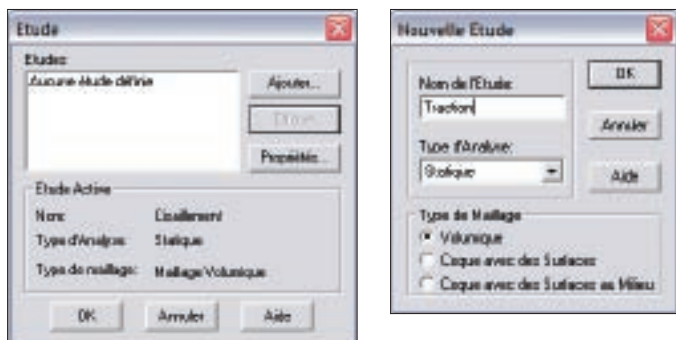 Etude
Etudes
Aucune étude définie
Ajouter...
Propriétés...
Etude Active
Nom: Cisaillement
Type d'Analyse: Statique
Type de maillage: Maillage Volumique
OK Annuler Aide
Nouvelle Etude
Nom de l'Etude:
Traction
Type d'Analyse:
Statique
OK
Annuler
Aide
Type de Maillage
Volumique
Coque avec des Surfaces
Coque avec des Surfaces au Milieu